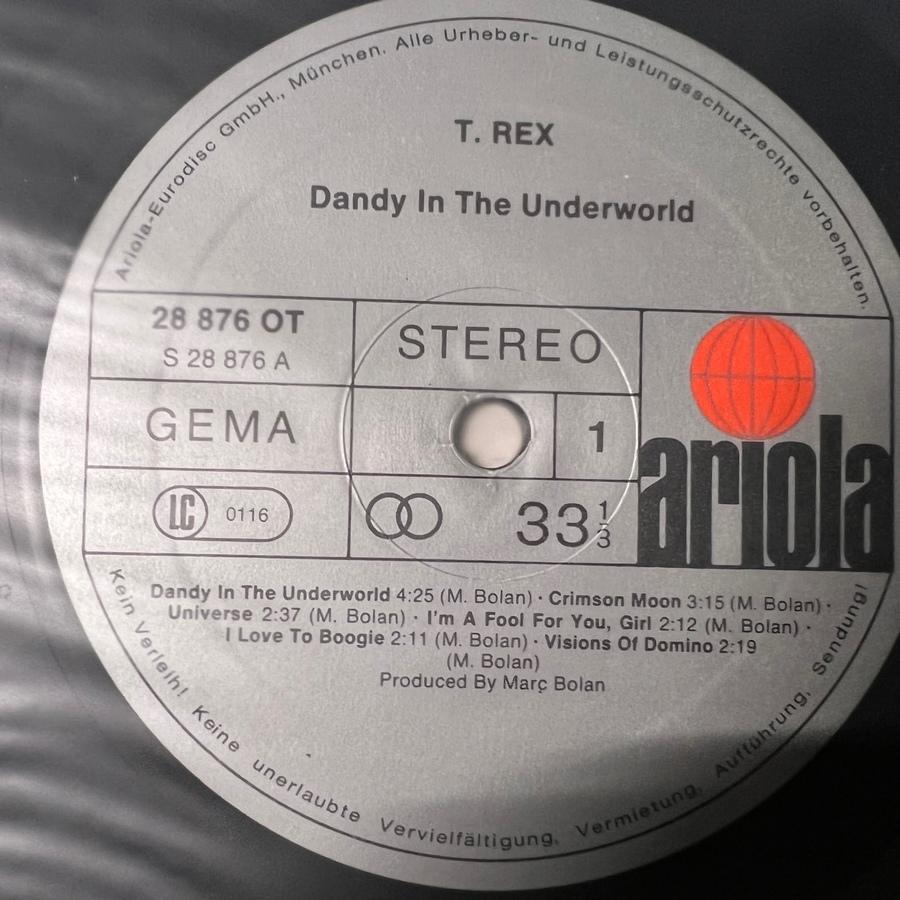 Ariola-Eurodisc GmbH., München. Alle Urheber- und Leistungsschutzrechte vorbehalten.
T. REX
Dandy In The Underworld
28 876 OT
S 28 876 A
STEREO
GEMA
1
LC 0116
33 1/3
ariola
Dandy In The Underworld 4:25 (M. Bolan) · Crimson Moon 3:15 (M. Bolan) ·
Universe 2:37 (M. Bolan) · I'm A Fool For You, Girl 2:12 (M. Bolan) ·
I Love To Boogie 2:11 (M. Bolan) · Visions Of Domino 2:19
(M. Bolan)
Produced By Marc Bolan
Kein Verleih! Keine unerlaubte Vervielfältigung, Vermietung, Aufführung, Sendung!